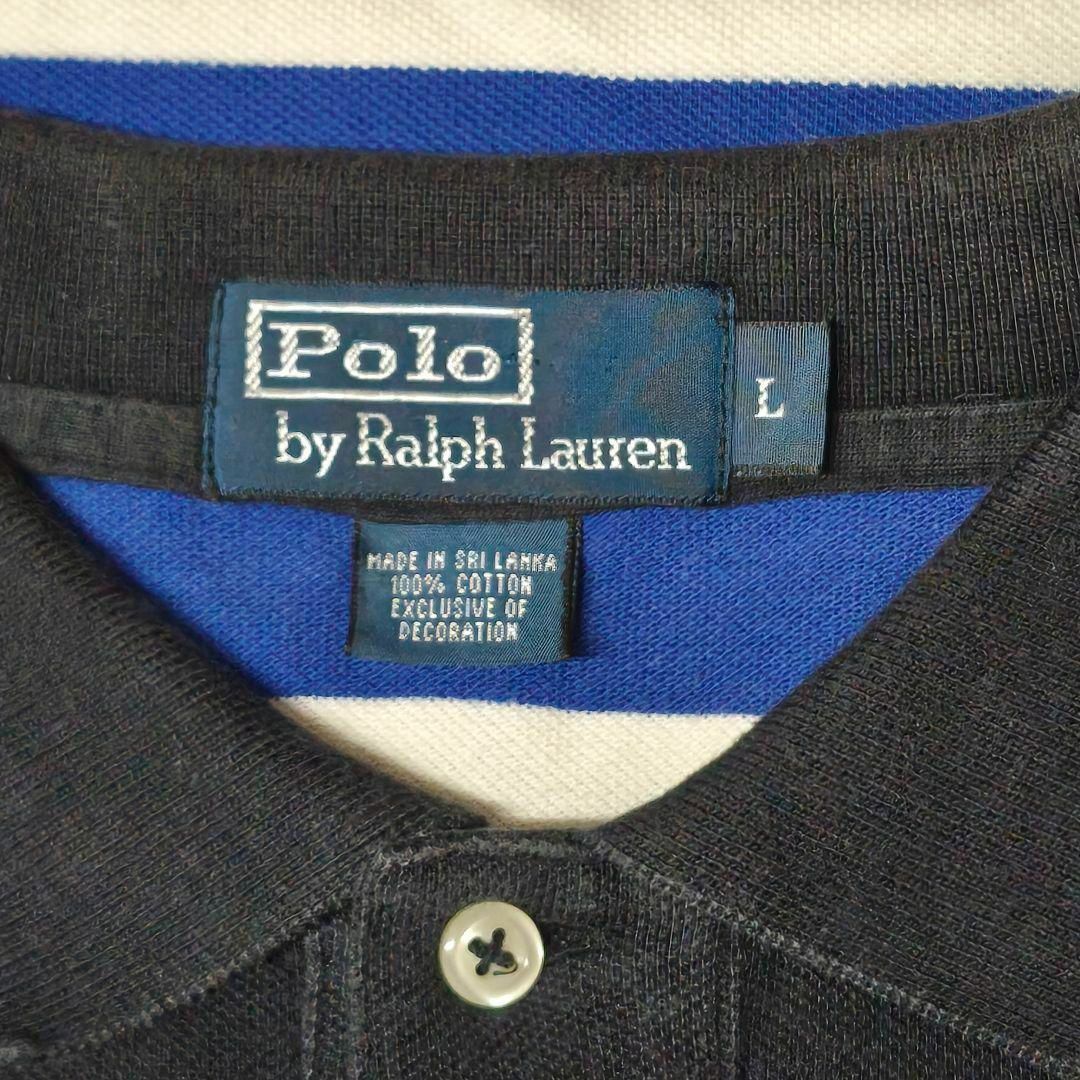 Polo
by Ralph Lauren
L
MADE IN SRI LANKA
100% COTTON
EXCLUSIVE OF
DECORATION